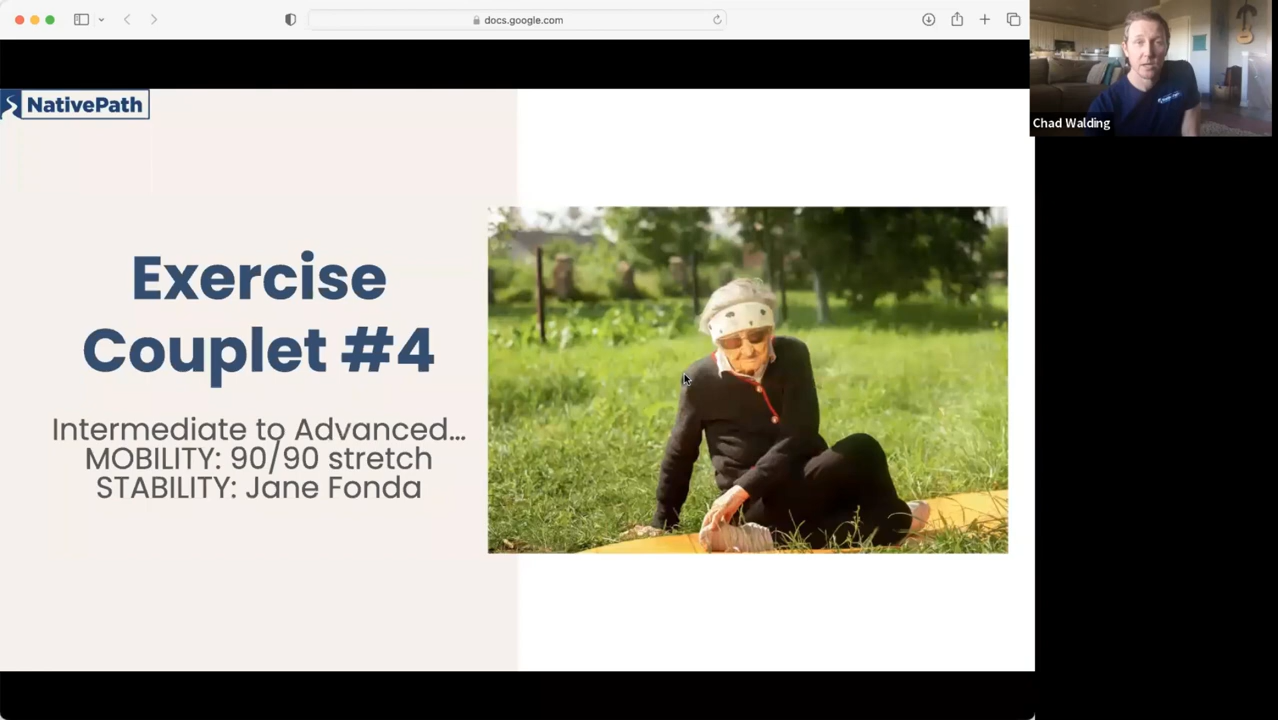 docs.google.com
Chad Walding
NativePath
Exercise
Couplet #4
Intermediate to Advanced...
MOBILITY: 90/90 stretch
STABILITY: Jane Fonda